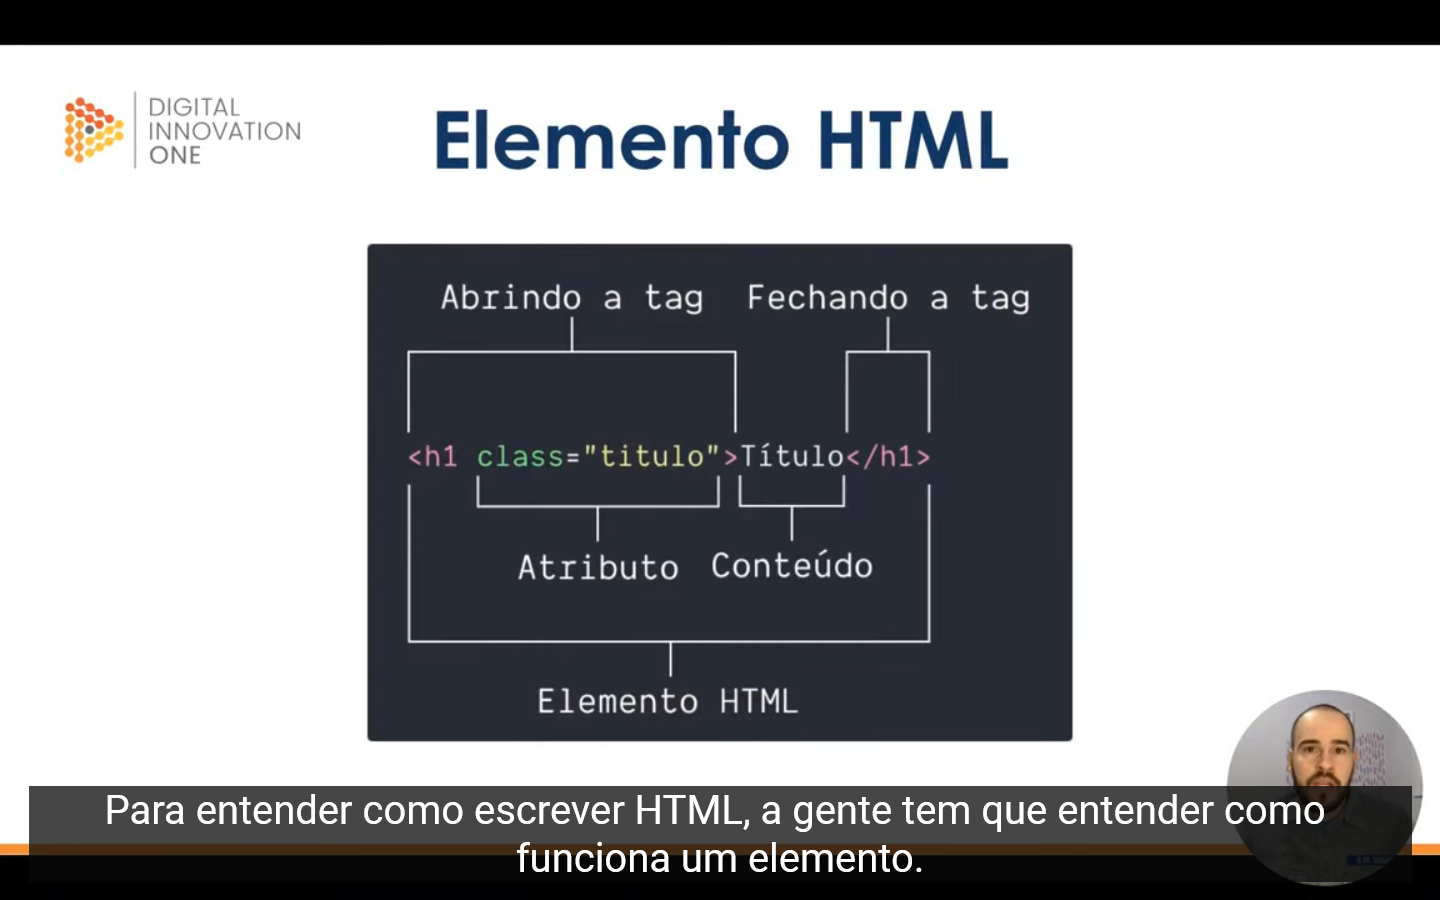 DIGITAL
INNOVATION
ONE
Elemento HTML
Abrindo a tag Fechando a tag
<h1 class="titulo">Título</h1>
Atributo Conteúdo
Elemento HTML
Para entender como escrever HTML, a gente tem que entender como
funciona um elemento.